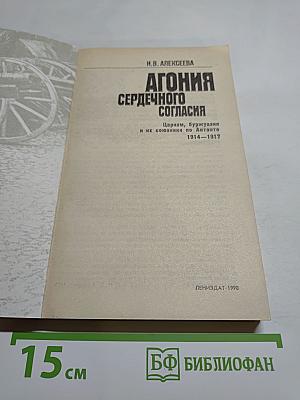 И.В. АЛЕКСЕЕВА
АГОНИЯ
СЕРДЕЧНОГО
СОГЛАСИЯ
Царизм, буржуазия
и их союзники по Антанте
1914—1917
ЛЕНИЗДАТ·1990
15 см
БФ БИБЛИОФАН